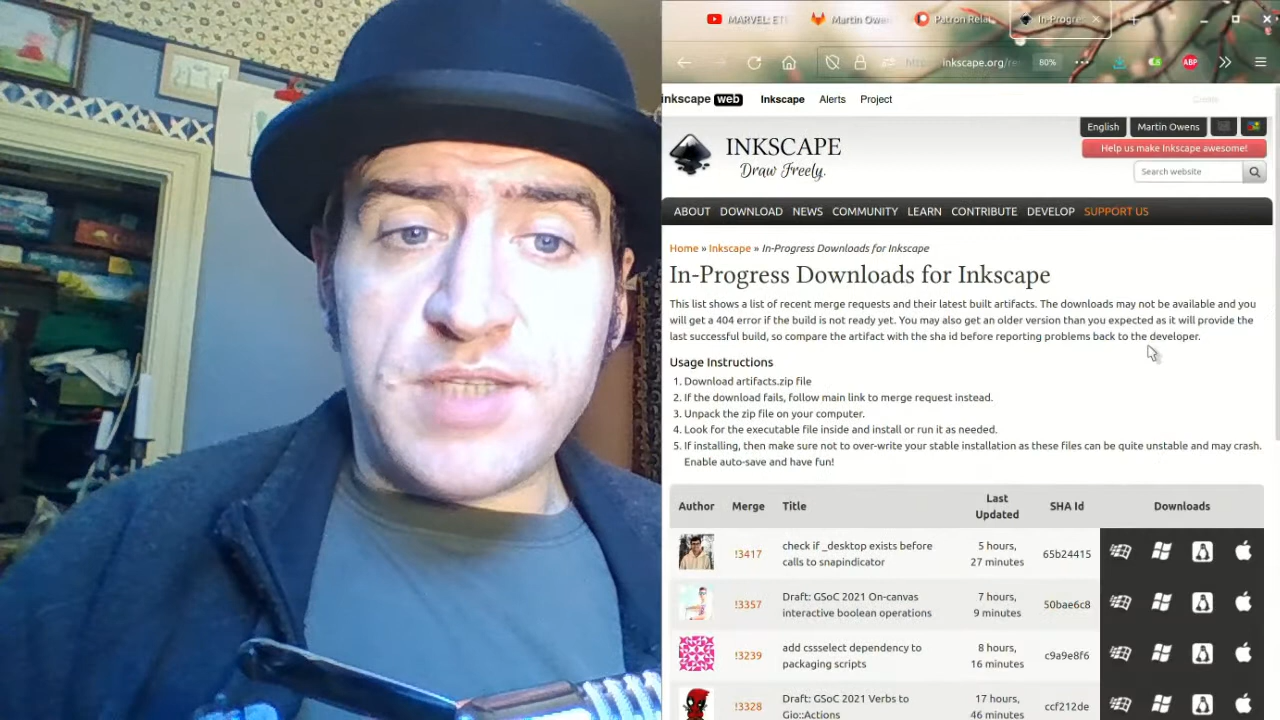 MARVEL: ET
Martin Owe
Patron Rela
In-Progre
inkscape.org/re
80%
ABP
inkscape web
Inkscape
Alerts
Project
Create
English
Martin Owens
INKSCAPE
Draw Freely.
Help us make Inkscape awesome!
Search website
ABOUT
DOWNLOAD
NEWS
COMMUNITY
LEARN
CONTRIBUTE
DEVELOP
SUPPORT US
Home » Inkscape » In-Progress Downloads for Inkscape
In-Progress Downloads for Inkscape
This list shows a list of recent merge requests and their latest built artifacts. The downloads may not be available and you
will get a 404 error if the build is not ready yet. You may also get an older version than you expected as it will provide the
last successful build, so compare the artifact with the sha id before reporting problems back to the developer.
Usage Instructions
1. Download artifacts.zip file
2. If the download fails, follow main link to merge request instead.
3. Unpack the zip file on your computer.
4. Look for the executable file inside and install or run it as needed.
5. If installing, then make sure not to over-write your stable installation as these files can be quite unstable and may crash.
Enable auto-save and have fun!
Author
Merge
Title
Last
Updated
SHA Id
Downloads
!3417
check if _desktop exists before
calls to snapindicator
5 hours,
27 minutes
65b24415
!3357
Draft: GSoC 2021 On-canvas
interactive boolean operations
7 hours,
9 minutes
50bae6c8
!3239
add cssselect dependency to
packaging scripts
8 hours,
16 minutes
c9a9e8f6
!3328
Draft: GSoC 2021 Verbs to
Gio::Actions
17 hours,
46 minutes
ccf212de